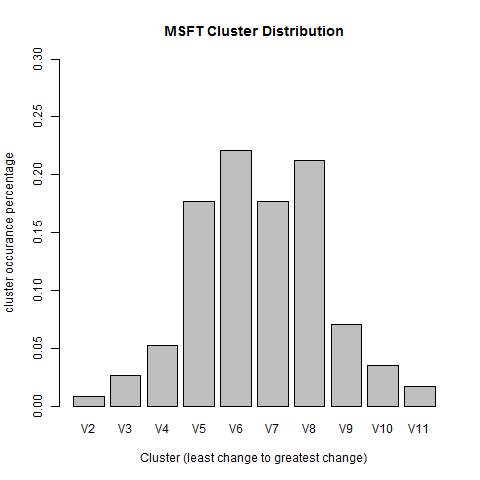 MSFT Cluster Distribution
cluster occurance percentage
0.30
0.25
0.20
0.15
0.10
0.05
0.00
V2 V3 V4 V5 V6 V7 V8 V9 V10 V11
Cluster (least change to greatest change)